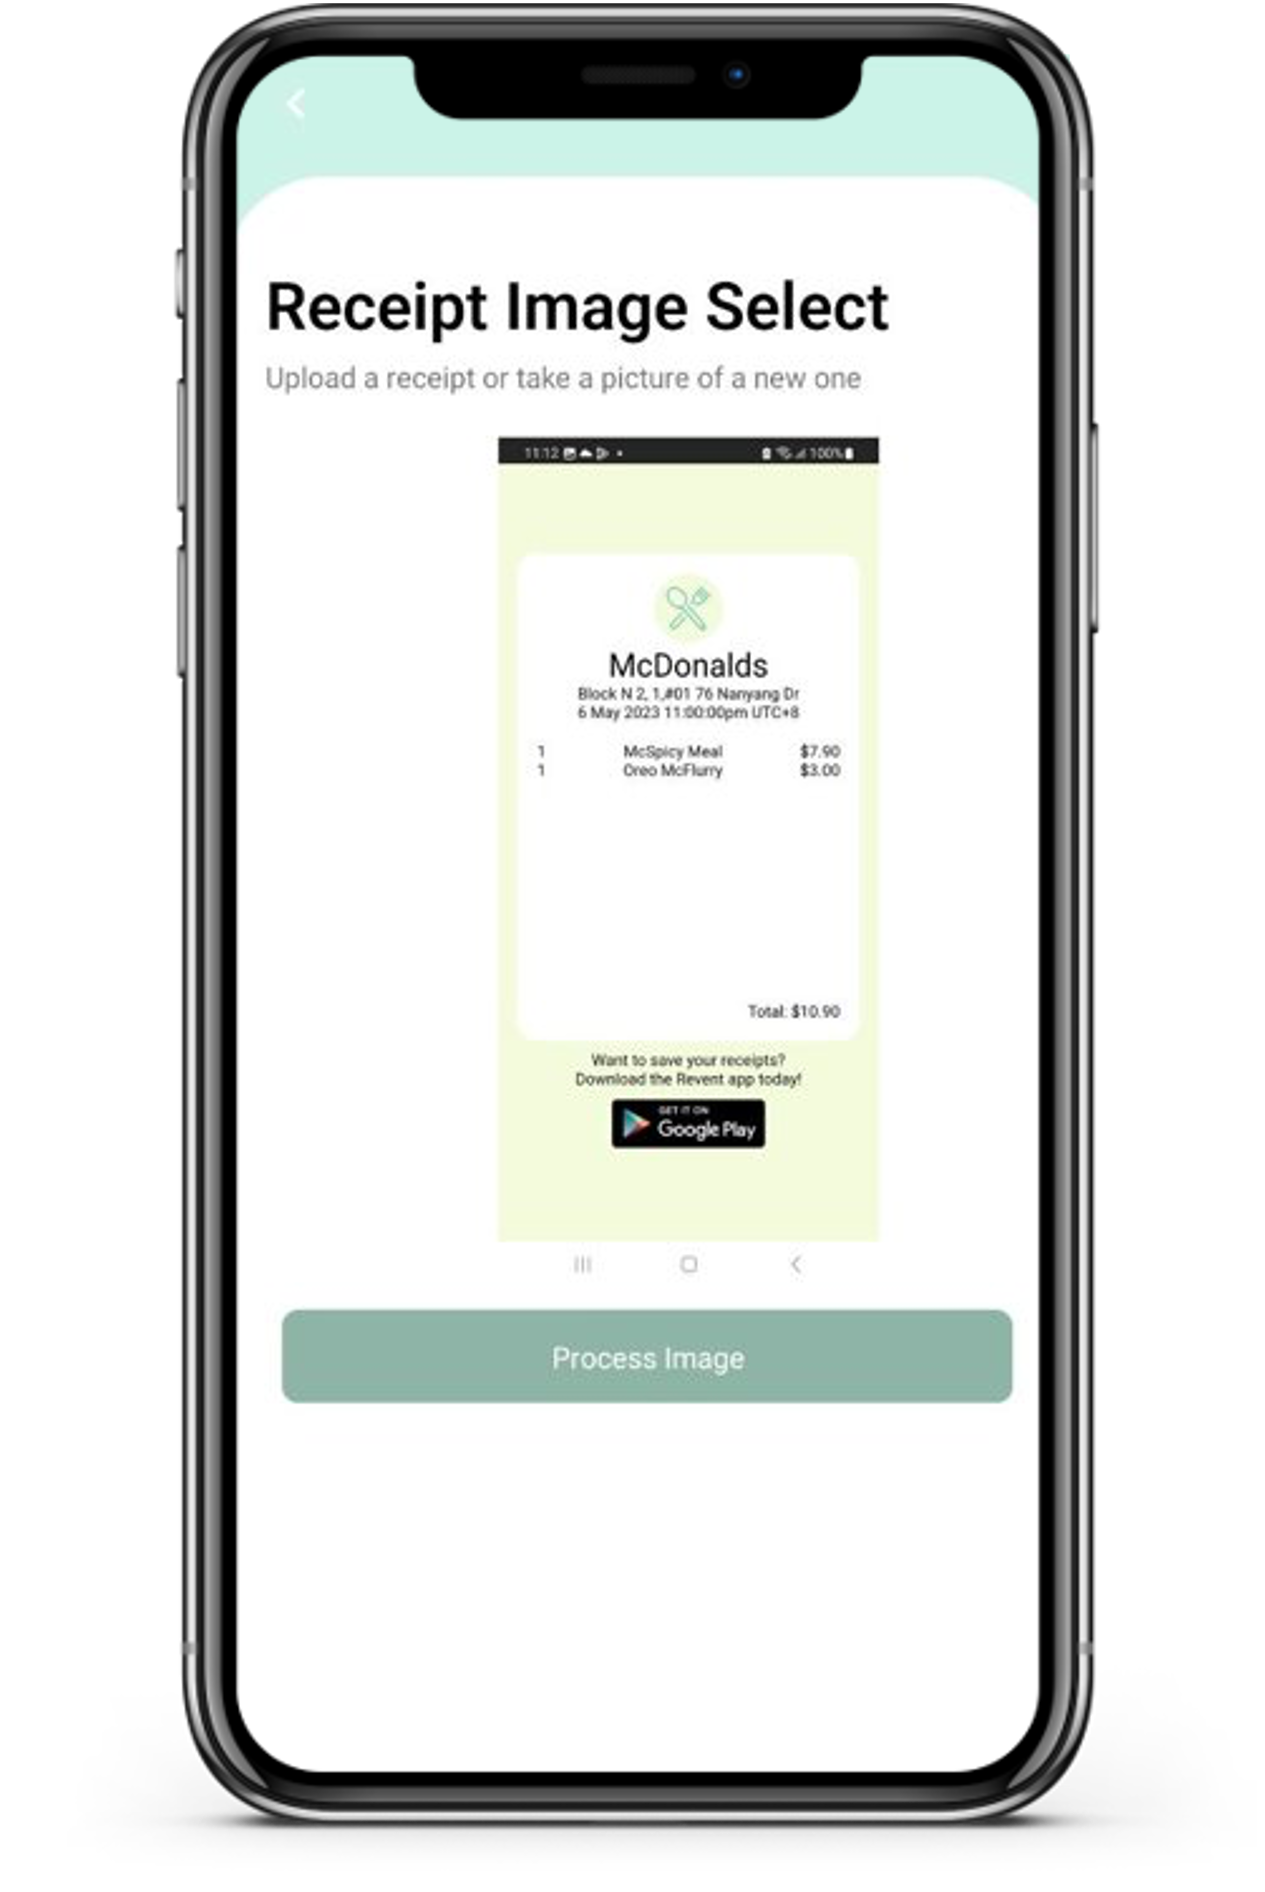 Receipt Image Select
Upload a receipt or take a picture of a new one
11:12 100%
McDonalds
Block N 2, 1,#01 76 Nanyang Dr
6 May 2023 11:00:00pm UTC+8
1 McSpicy Meal $7.90
1 Oreo McFlurry $3.00
Total: $10.90
Want to save your receipts?
Download the Revent app today!
GET IT ON
Google Play
Process Image